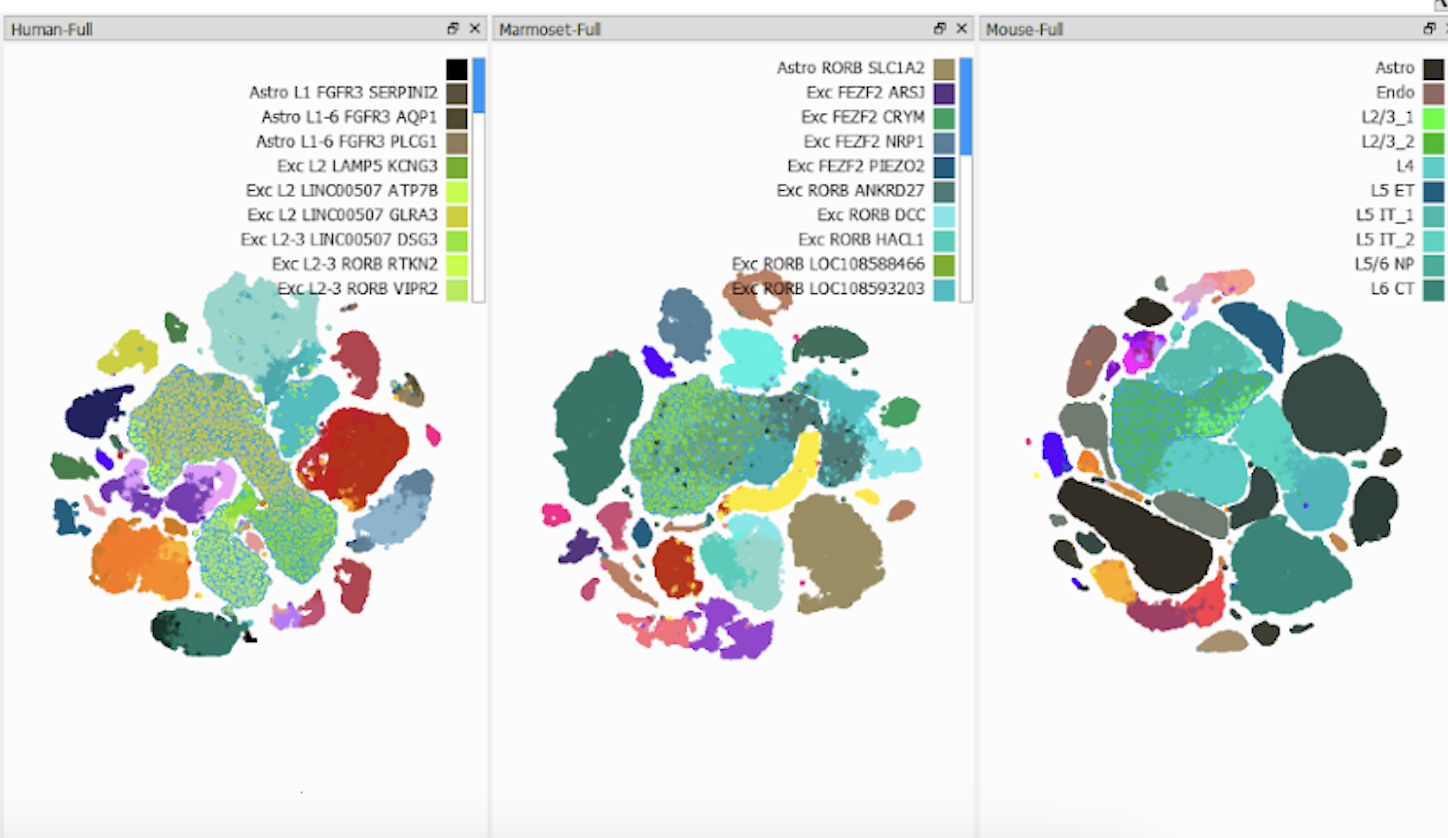 Human-Full
Astro L1 FGFR3 SERPINI2
Astro L1-6 FGFR3 AQP1
Astro L1-6 FGFR3 PLCG1
Exc L2 LAMP5 KCNG3
Exc L2 LINC00507 ATP7B
Exc L2 LINC00507 GLRA3
Exc L2-3 LINC00507 DSG3
Exc L2-3 RORB RTKN2
Exc L2-3 RORB VIPR2
Marmoset-Full
Astro RORB SLC1A2
Exc FEZF2 ARSJ
Exc FEZF2 CRYM
Exc FEZF2 NRP1
Exc FEZF2 PIEZO2
Exc RORB ANKRD27
Exc RORB DCC
Exc RORB HACL1
Exc RORB LOC108588466
Exc RORB LOC108593203
Mouse-Full
Astro
Endo
L2/3_1
L2/3_2
L4
L5 ET
L5 IT_1
L5 IT_2
L5/6 NP
L6 CT